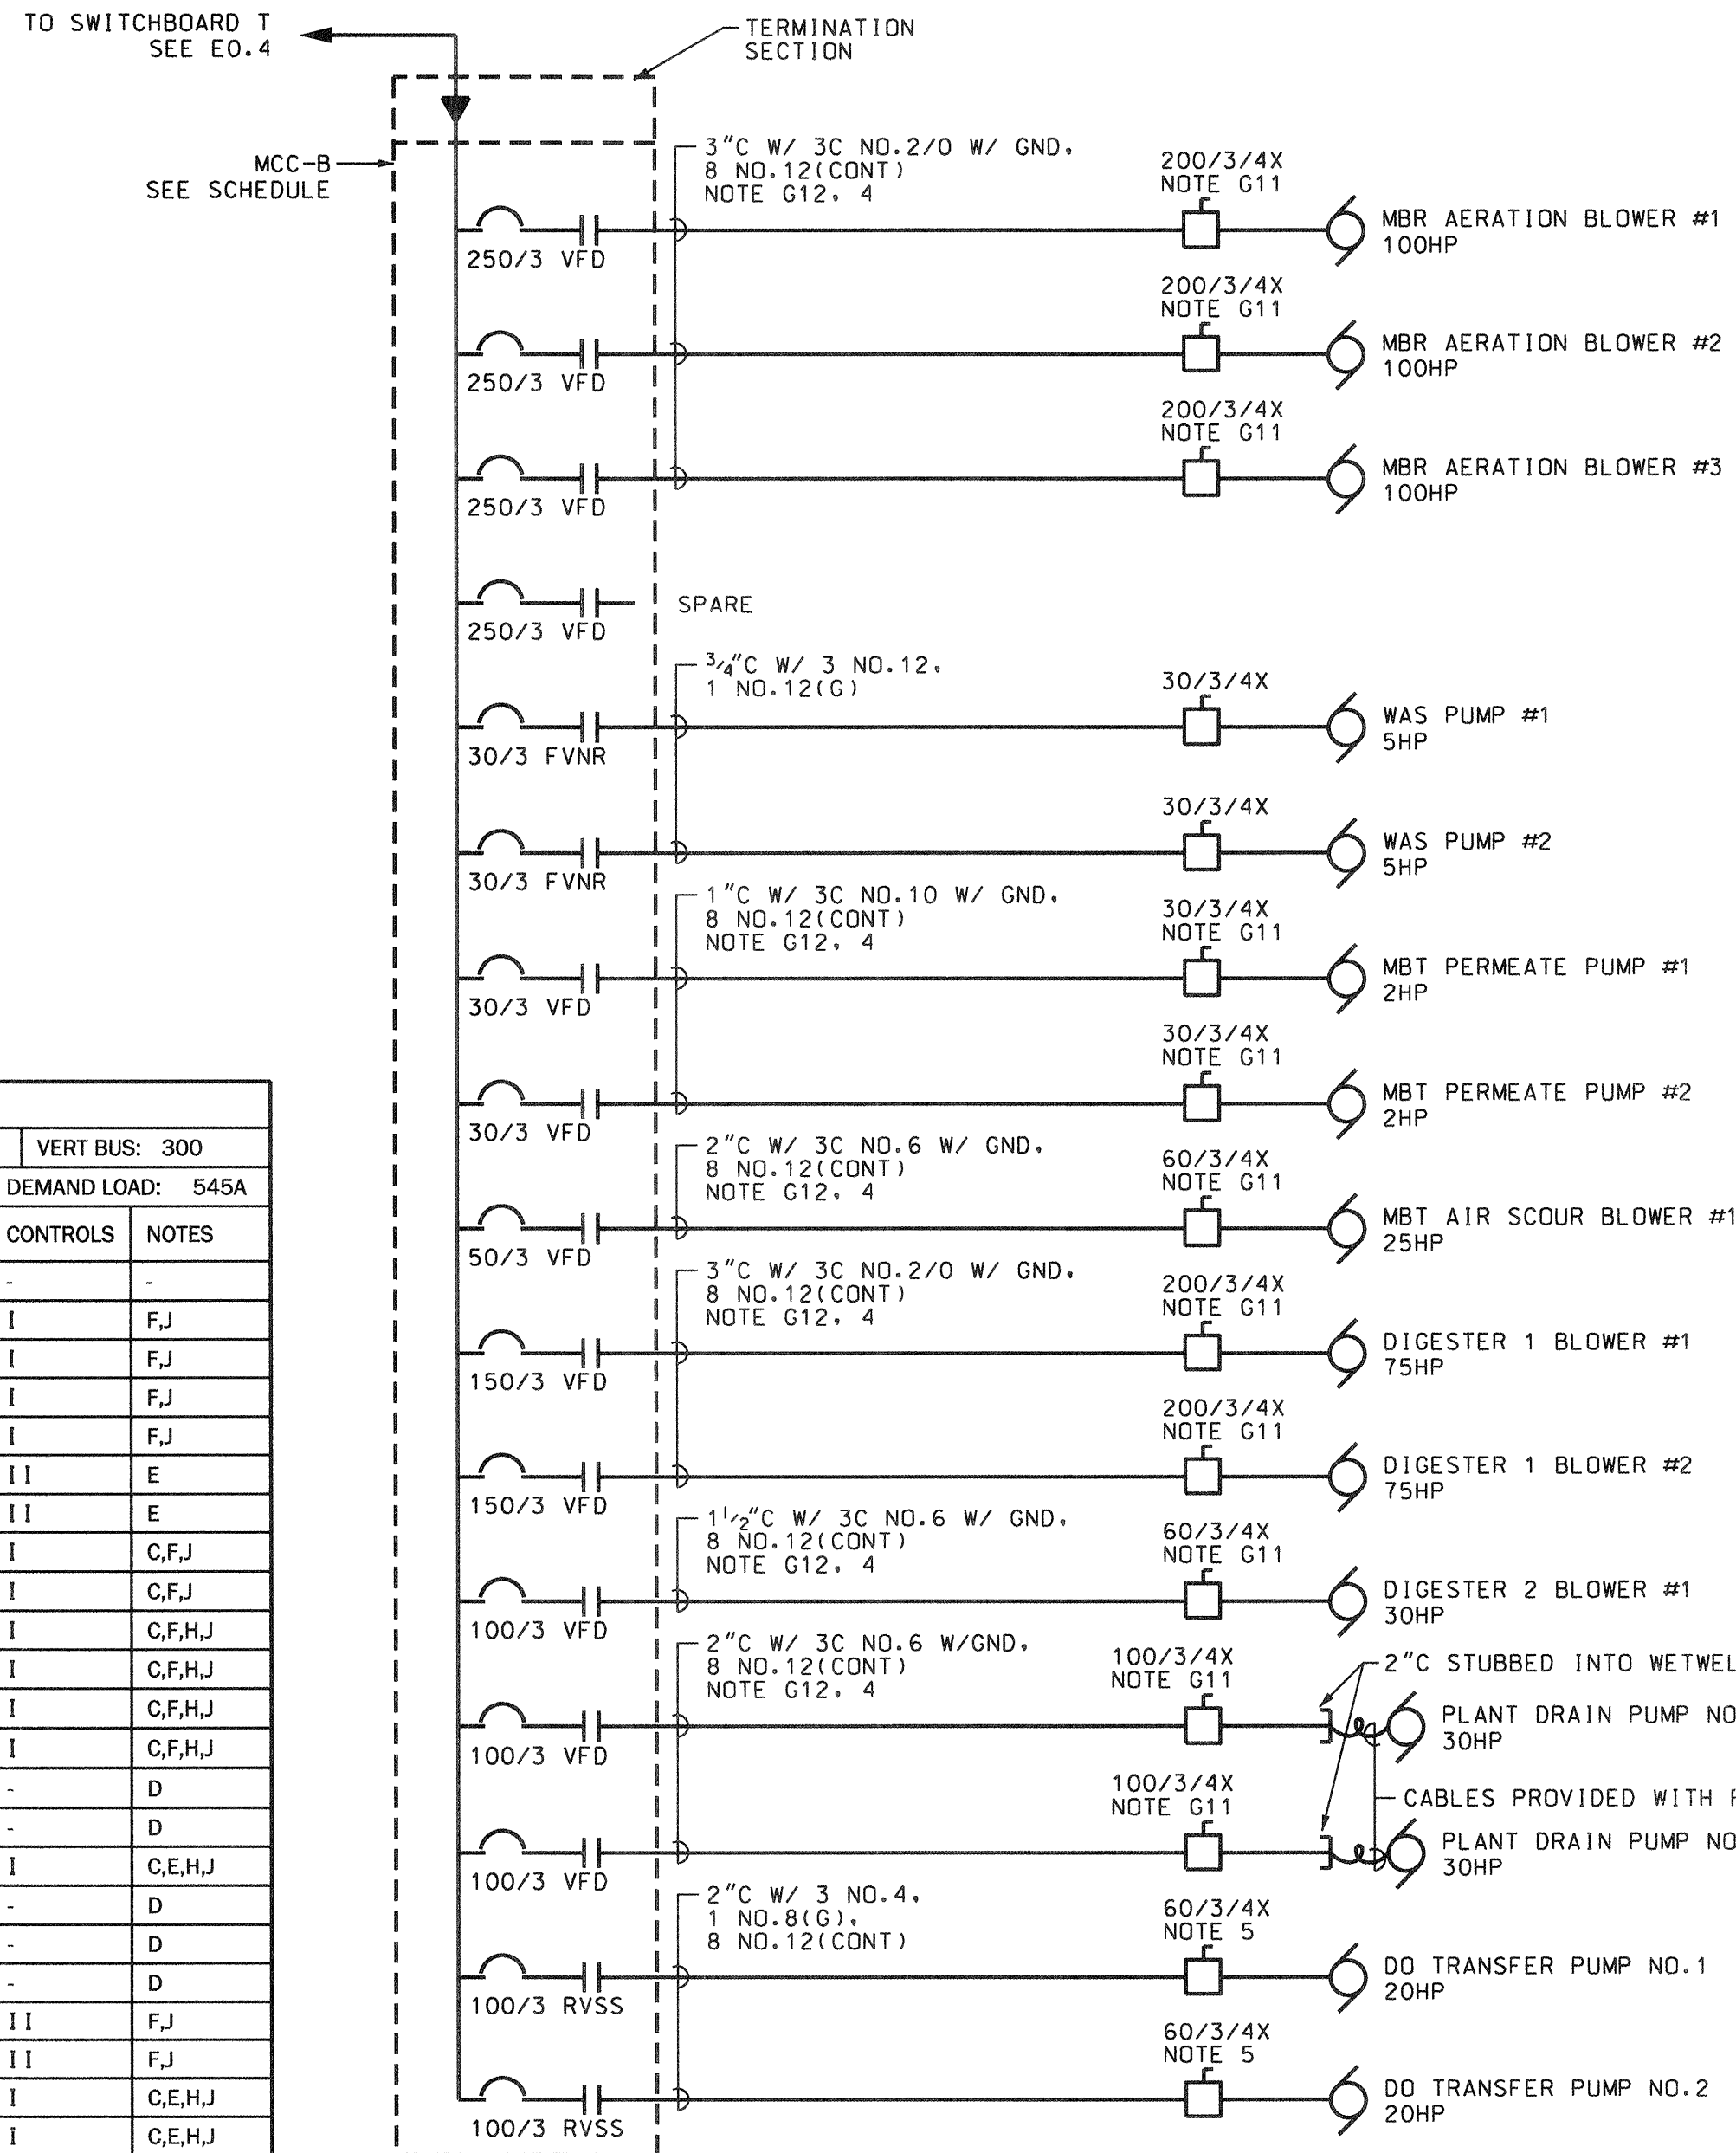 TO SWITCHBOARD T
SEE E0.4
TERMINATION
SECTION
MCC-B
SEE SCHEDULE
3"C W/ 3C NO.2/0 W/ GND,
8 NO.12(CONT)
NOTE G12, 4
200/3/4X
NOTE G11
250/3 VFD
MBR AERATION BLOWER #1
100HP
200/3/4X
NOTE G11
250/3 VFD
MBR AERATION BLOWER #2
100HP
200/3/4X
NOTE G11
250/3 VFD
MBR AERATION BLOWER #3
100HP
250/3 VFD
SPARE
3/4"C W/ 3 NO.12,
1 NO.12(G)
30/3/4X
30/3 FVNR
WAS PUMP #1
5HP
30/3/4X
30/3 FVNR
WAS PUMP #2
5HP
1"C W/ 3C NO.10 W/ GND,
8 NO.12(CONT)
NOTE G12, 4
30/3/4X
NOTE G11
30/3 VFD
MBT PERMEATE PUMP #1
2HP
30/3/4X
NOTE G11
30/3 VFD
MBT PERMEATE PUMP #2
2HP
2"C W/ 3C NO.6 W/ GND,
8 NO.12(CONT)
NOTE G12, 4
60/3/4X
NOTE G11
50/3 VFD
MBT AIR SCOUR BLOWER #1
25HP
3"C W/ 3C NO.2/0 W/ GND,
8 NO.12(CONT)
NOTE G12, 4
200/3/4X
NOTE G11
150/3 VFD
DIGESTER 1 BLOWER #1
75HP
200/3/4X
NOTE G11
150/3 VFD
DIGESTER 1 BLOWER #2
75HP
1 1/2"C W/ 3C NO.6 W/ GND,
8 NO.12(CONT)
NOTE G12, 4
60/3/4X
NOTE G11
100/3 VFD
DIGESTER 2 BLOWER #1
30HP
2"C W/ 3C NO.6 W/GND,
8 NO.12(CONT)
NOTE G12, 4
100/3/4X
NOTE G11
2"C STUBBED INTO WETWEL
100/3 VFD
PLANT DRAIN PUMP NO
30HP
100/3/4X
NOTE G11
CABLES PROVIDED WITH
100/3 VFD
PLANT DRAIN PUMP NO
30HP
2"C W/ 3 NO.4,
1 NO.8(G),
8 NO.12(CONT)
60/3/4X
NOTE 5
100/3 RVSS
DO TRANSFER PUMP NO.1
20HP
60/3/4X
NOTE 5
100/3 RVSS
DO TRANSFER PUMP NO.2
20HP
VERT BUS: 300
DEMAND LOAD: 545A
CONTROLS NOTES
- -
I F,J
I F,J
I F,J
I F,J
II E
II E
I C,F,J
I C,F,J
I C,F,H,J
I C,F,H,J
I C,F,H,J
I C,F,H,J
- D
- D
I C,E,H,J
- D
- D
- D
II F,J
II F,J
I C,E,H,J
I C,E,H,J